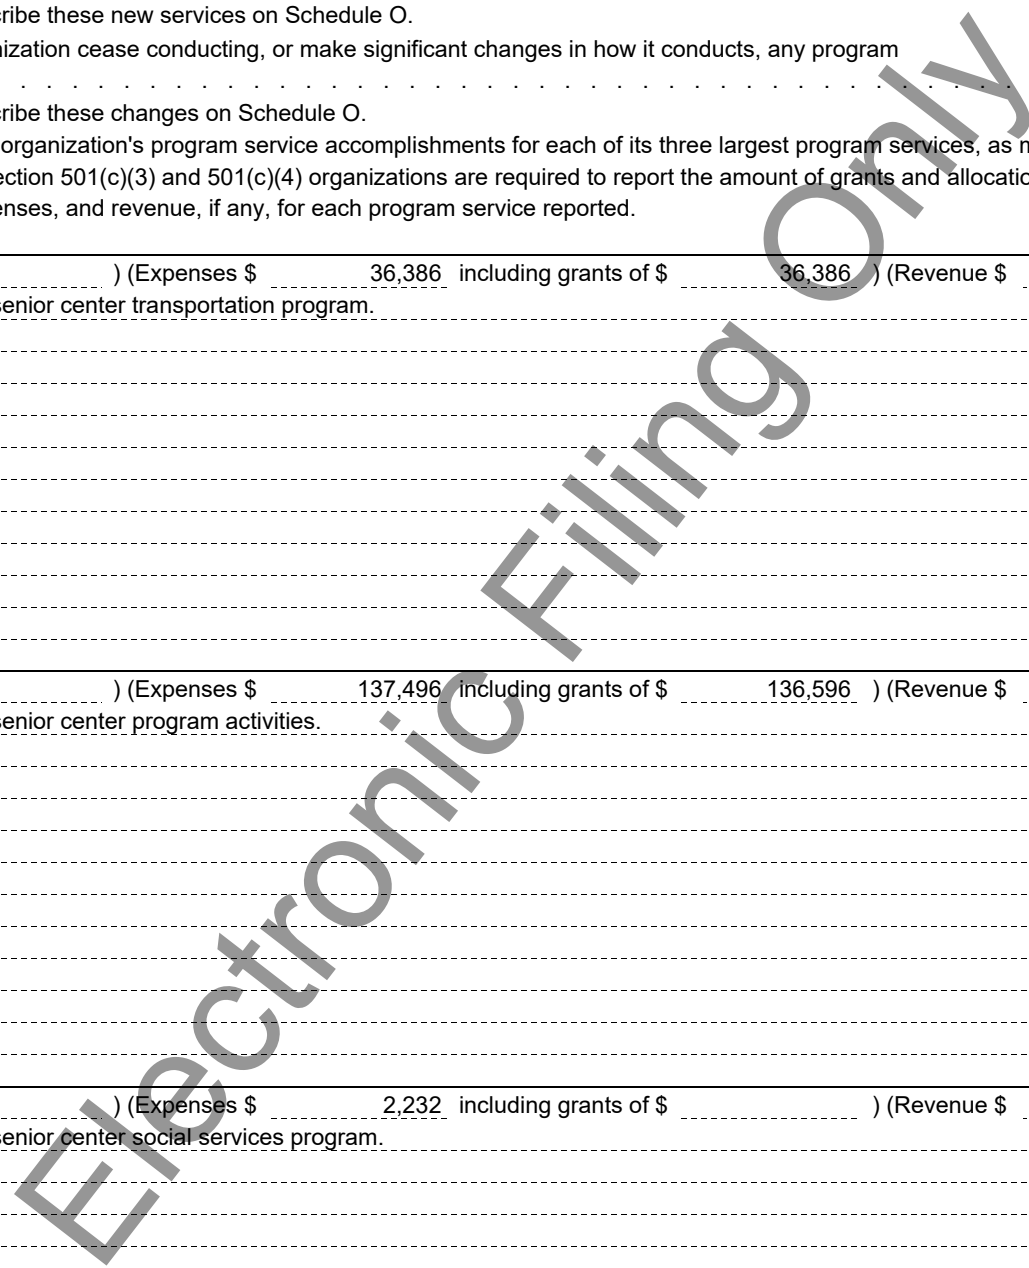 cribe these new services on Schedule O.
nization cease conducting, or make significant changes in how it conducts, any program
. . . . . . . . . . . . . . . . . . . . . . . . . . . . . . . . . . . . . . .
cribe these changes on Schedule O.
organization's program service accomplishments for each of its three largest program services, as m
ection 501(c)(3) and 501(c)(4) organizations are required to report the amount of grants and allocatio
enses, and revenue, if any, for each program service reported.
) (Expenses $ 36,386 including grants of $ 36,386 ) (Revenue $
senior center transportation program.
) (Expenses $ 137,496 including grants of $ 136,596 ) (Revenue $
senior center program activities.
) (Expenses $ 2,232 including grants of $ ) (Revenue $
senior center social services program.
Electronic Filing Only